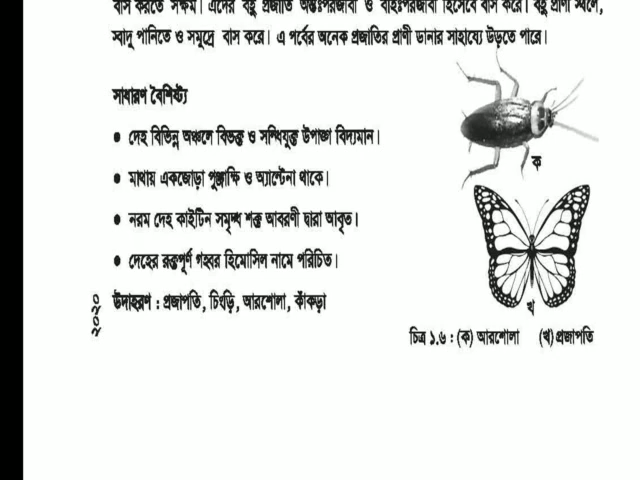 বাস করতে সক্ষম। এদের বহু প্রজাতি অন্তঃপরজীবী ও বহিঃপরজীবী হিসেবে বাস করে। বহু প্রাণী স্থলে,
স্বাদু পানিতে ও সমুদ্রে বাস করে। এ পর্বের অনেক প্রজাতির প্রাণী ডানার সাহায্যে উড়তে পারে।
সাধারণ বৈশিষ্ট্য
• দেহ বিভিন্ন অঞ্চলে বিভক্ত ও সন্ধিযুক্ত উপাঙ্গ বিদ্যমান।
• মাথায় একজোড়া পুঞ্জাক্ষি ও অ্যান্টেনা থাকে।
• নরম দেহ কাইটিন সমৃদ্ধ শক্ত আবরণী দ্বারা আবৃত।
• দেহের রক্তপূর্ণ গহ্বর হিমোসিল নামে পরিচিত।
উদাহরণ : প্রজাপতি, চিংড়ি, আরশোলা, কাঁকড়া
২০২০
ক
খ
চিত্র ১.৬ : (ক) আরশোলা (খ) প্রজাপতি